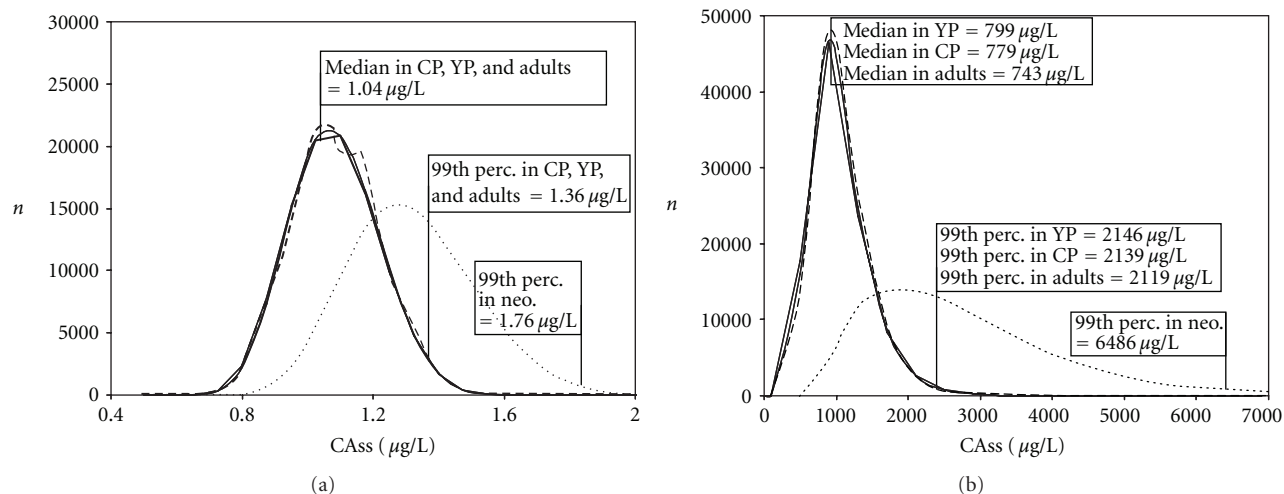 30000
25000
20000
15000
10000
5000
0
n
0.4
0.8
1.2
1.6
2
CAss ( µg/L)
Median in CP, YP, and adults
= 1.04 µg/L
99th perc. in CP, YP,
and adults = 1.36 µg/L
99th perc.
in neo.
= 1.76 µg/L
(a)
50000
40000
30000
20000
10000
0
n
0
1000
2000
3000
4000
5000
6000
7000
CAss ( µg/L)
Median in YP = 799 µg/L
Median in CP = 779 µg/L
Median in adults = 743 µg/L
99th perc. in YP = 2146 µg/L
99th perc. in CP = 2139 µg/L
99th perc. in adults = 2119 µg/L
99th perc. in neo.
= 6486 µg/L
(b)